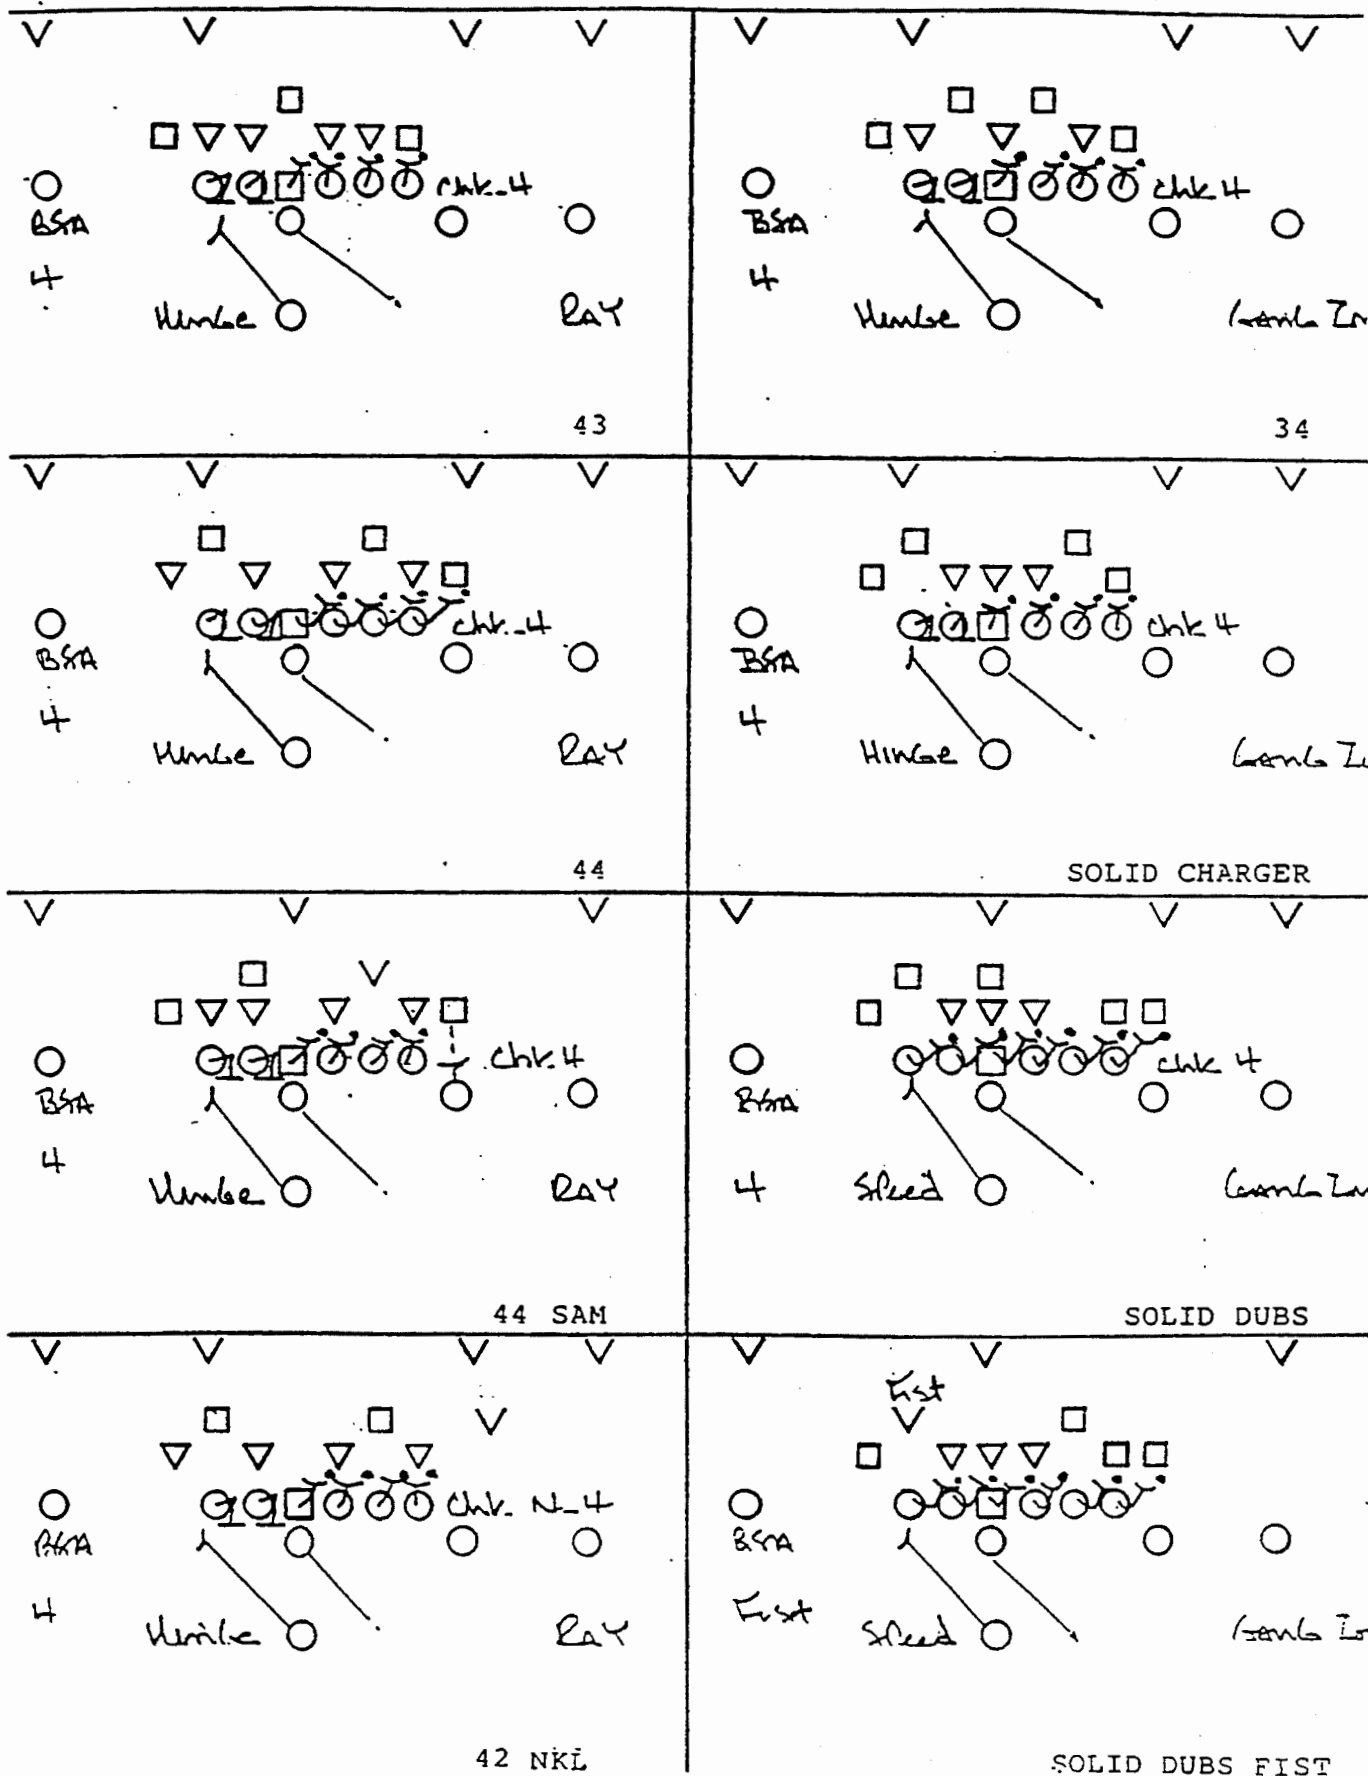 chk-4
BSA
4
Hinge
RAY
43
chk 4
BSA
4
Hinge
34
chk-4
BSA
4
Hinge
RAY
44
chk 4
BSA
4
Hinge
SOLID CHARGER
chk 4
BSA
4
Hinge
RAY
44 SAM
chk 4
BSA
4
Speed
SOLID DUBS
chk N-4
BSA
4
Hinge
RAY
42 NKL
Fist
BSA
Fist
Speed
SOLID DUBS FIST